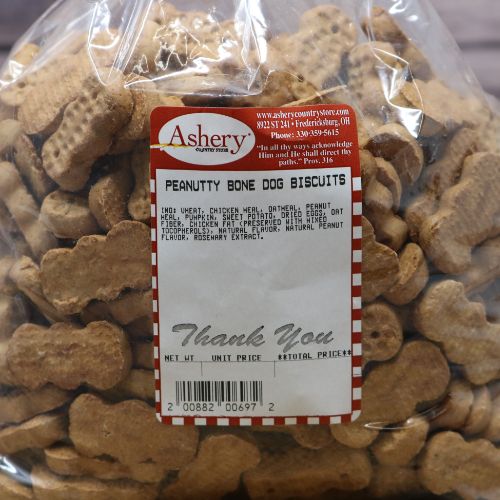 Ashery®
COUNTRY STORE
www.asherycountrystore.com
8922 ST 241 • Fredericksburg, OH
Phone: 330-359-5615
"In all thy ways acknowledge
Him and He shall direct thy
paths." Prov. 316
PEANUTTY BONE DOG BISCUITS
ING: WHEAT, CHICKEN MEAL, OATMEAL, PEANUT
MEAL, PUMPKIN, SWEET POTATO, DRIED EGGS, OAT
FIBER, CHICKEN FAT (PRESERVED WITH MIXED
TOCOPHEROLS), NATURAL FLAVOR, NATURAL PEANUT
FLAVOR, ROSEMARY EXTRACT.
Thank You
NET WT UNIT PRICE **TOTAL PRICE**
2 00882 00697 2